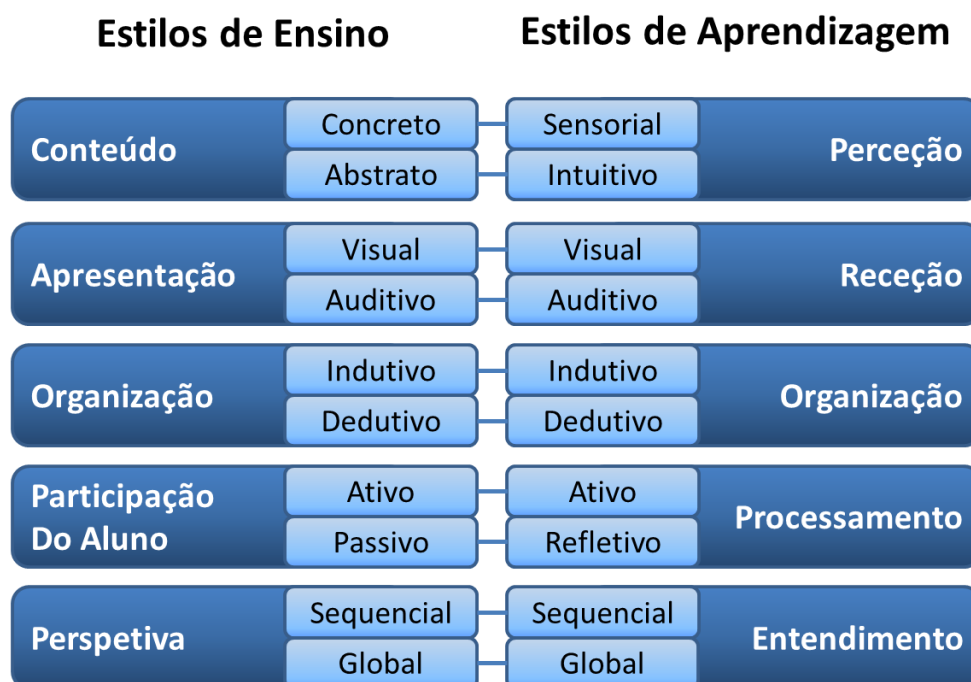 Estilos de Ensino
Estilos de Aprendizagem
Conteúdo
Concreto
Sensorial
Perceção
Abstrato
Intuitivo
Apresentação
Visual
Visual
Receção
Auditivo
Auditivo
Organização
Indutivo
Indutivo
Organização
Dedutivo
Dedutivo
Participação
Do Aluno
Ativo
Ativo
Processamento
Passivo
Refletivo
Perspetiva
Sequencial
Sequencial
Entendimento
Global
Global